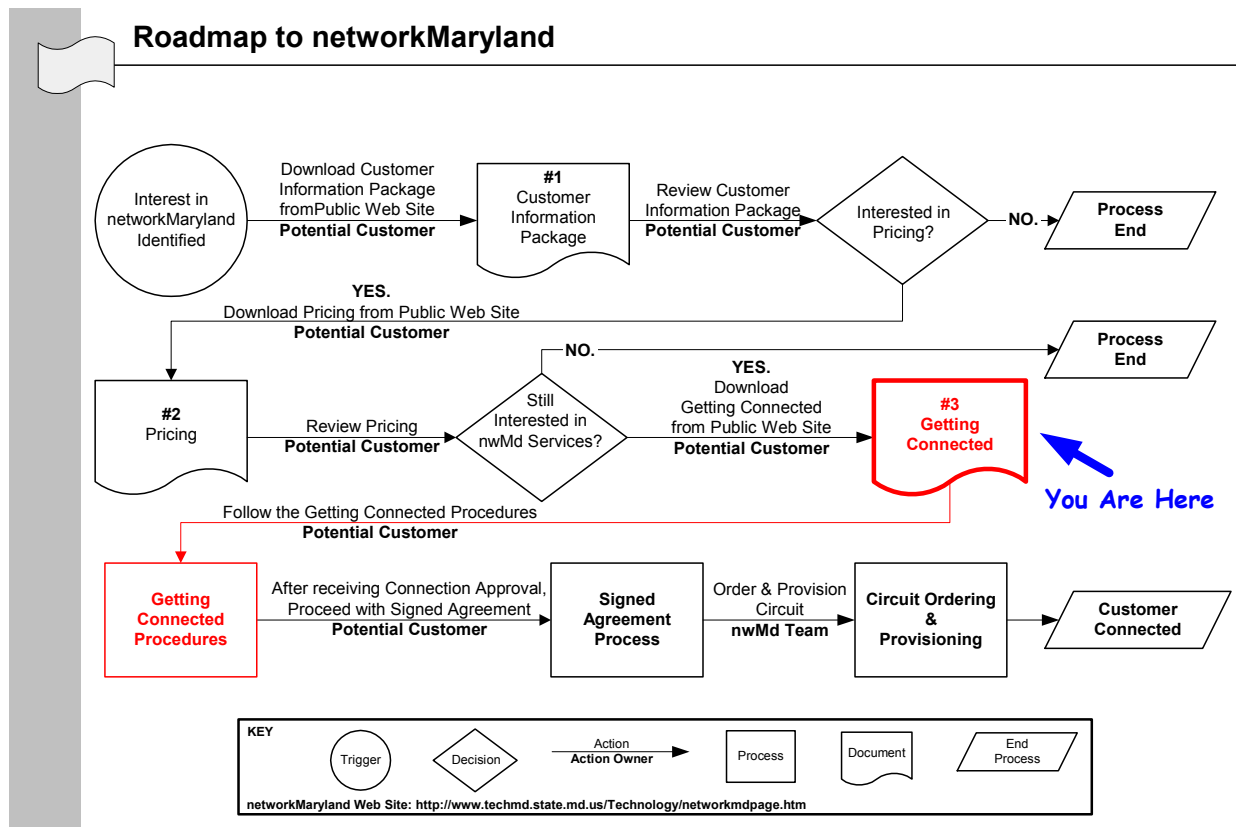 Roadmap to networkMaryland
Interest in
networkMaryland
Identified
Download Customer
Information Package
fromPublic Web Site
Potential Customer
#1
Customer
Information
Package
Review Customer
Information Package
Potential Customer
Interested in
Pricing?
NO.
Process
End
YES.
Download Pricing from Public Web Site
Potential Customer
#2
Pricing
Review Pricing
Potential Customer
Still
Interested in
nwMd Services?
NO.
Process
End
YES.
Download
Getting Connected
from Public Web Site
Potential Customer
#3
Getting
Connected
You Are Here
Follow the Getting Connected Procedures
Potential Customer
Getting
Connected
Procedures
After receiving Connection Approval,
Proceed with Signed Agreement
Potential Customer
Signed
Agreement
Process
Order & Provision
Circuit
nwMd Team
Circuit Ordering
&
Provisioning
Customer
Connected
KEY
Trigger
Decision
Action
Action Owner
Process
Document
End
Process
networkMaryland Web Site: http://www.techmd.state.md.us/Technology/networkmdpage.htm